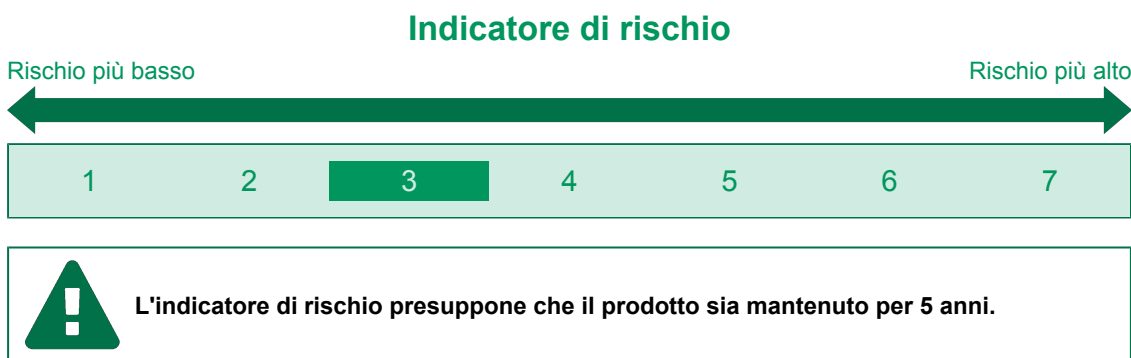 Indicatore di rischio
Rischio più basso Rischio più alto
1 2 3 4 5 6 7
L'indicatore di rischio presuppone che il prodotto sia mantenuto per 5 anni.